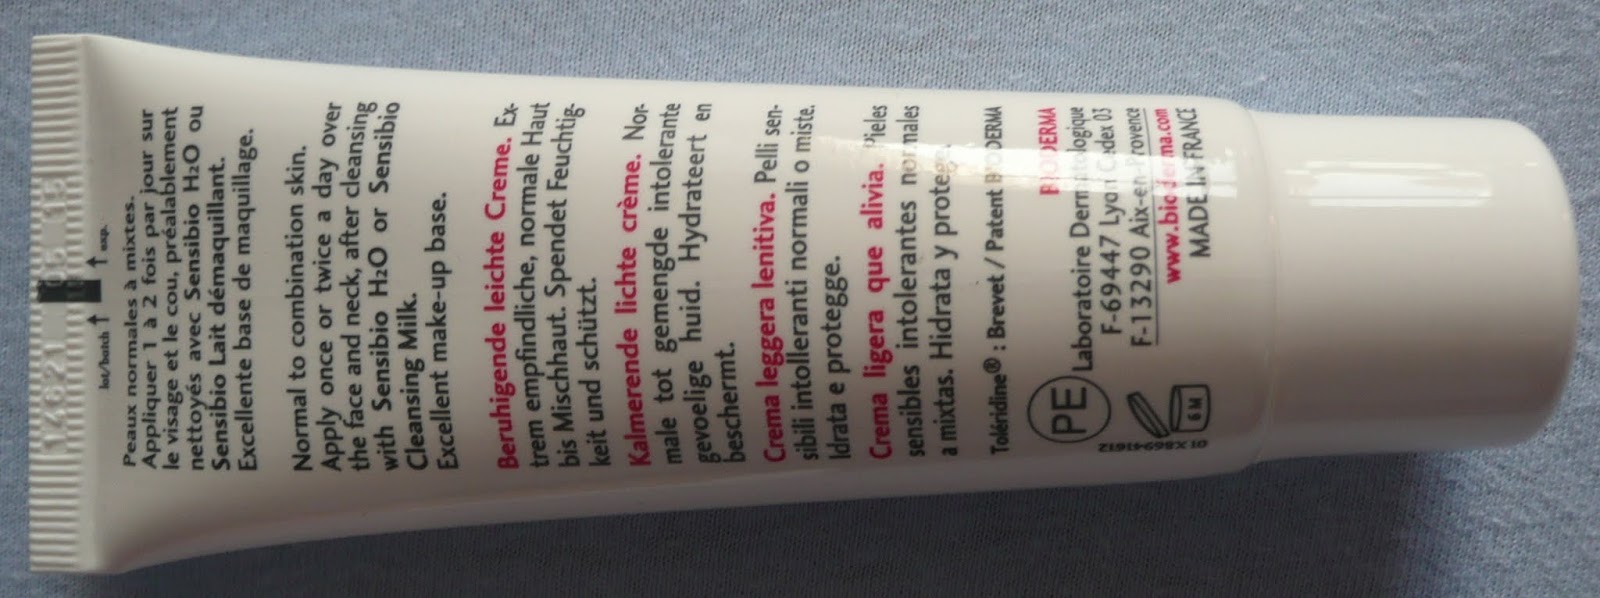 14621 05 15
lot/batch exp.
Peaux normales à mixtes.
Appliquer 1 à 2 fois par jour sur
le visage et le cou, préalablement
nettoyés avec Sensibio H2O ou
Sensibio Lait démaquillant.
Excellente base de maquillage.
Normal to combination skin.
Apply once or twice a day over
the face and neck, after cleansing
with Sensibio H2O or Sensibio
Cleansing Milk.
Excellent make-up base.
Beruhigende leichte Creme. Ex-
trem empfindliche, normale Haut
bis Mischhaut. Spendet Feuchtig-
keit und schützt.
Kalmerende lichte crème. Nor-
male tot gemengde intolerante
gevoelige huid. Hydrateert en
beschermt.
Crema leggera lenitiva. Pelli sen-
sibili intolleranti normali o miste.
Idrata e protegge.
Crema ligera que alivia. Pieles
sensibles intolerantes normales
a mixtas. Hidrata y protege.
Toléridine® : Brevet / Patent BIODERMA
BIODERMA
PE Laboratoire Dermatologique
F-69447 Lyon Cedex 03
F-13290 Aix-en-Provence
www.bioderma.com
6 M MADE IN FRANCE